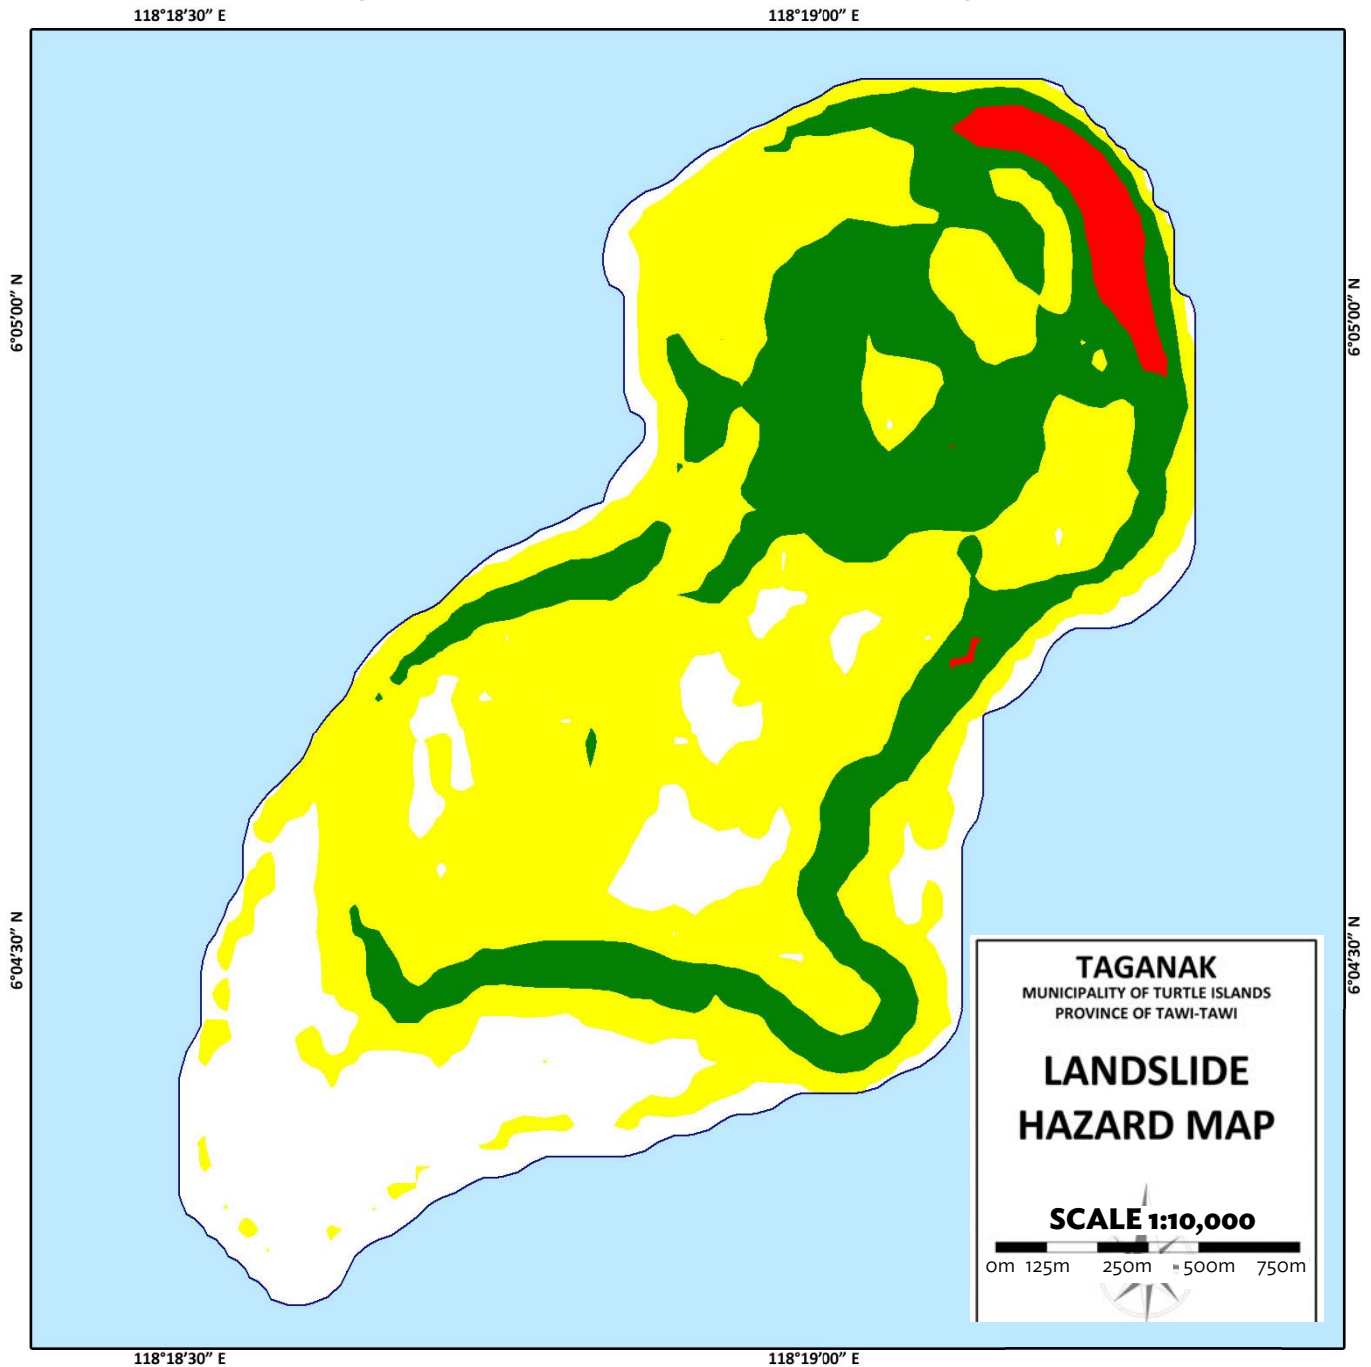 118°18'30" E
118°19'00" E
6°05'00" N
6°05'00" N
6°04'30" N
6°04'30" N
TAGANAK
MUNICIPALITY OF TURTLE ISLANDS
PROVINCE OF TAWI-TAWI
LANDSLIDE
HAZARD MAP
SCALE 1:10,000
0m 125m 250m 500m 750m
118°18'30" E
118°19'00" E